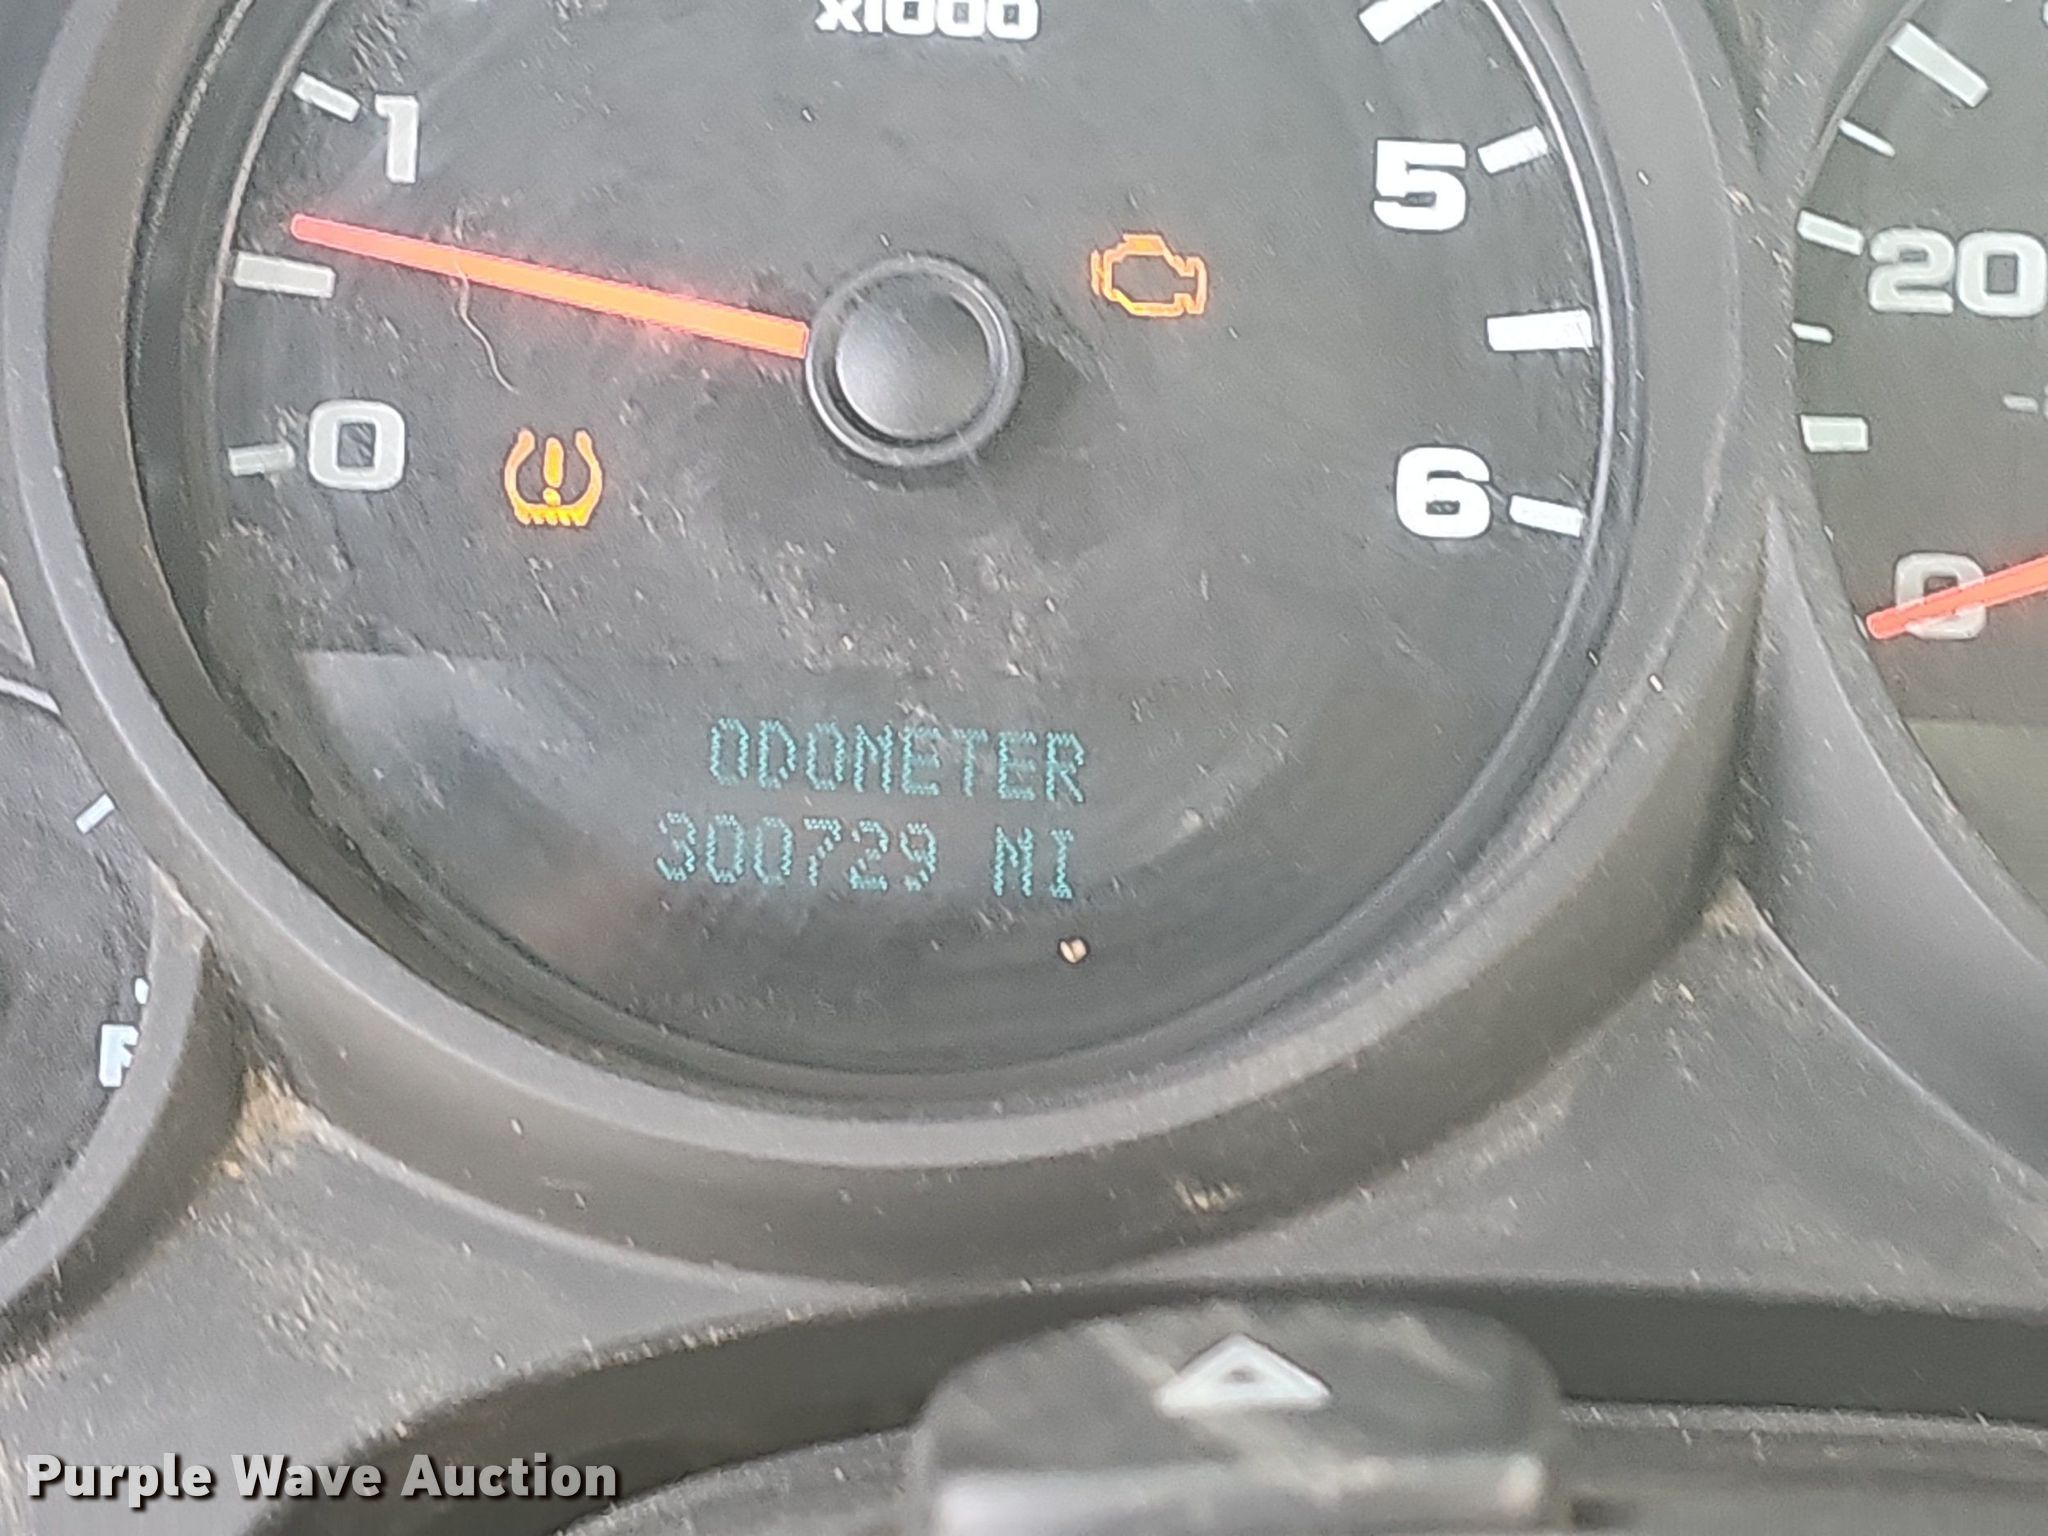 x1000
1
5
20
0
6
0
ODOMETER
300729 MI
F
Purple Wave Auction